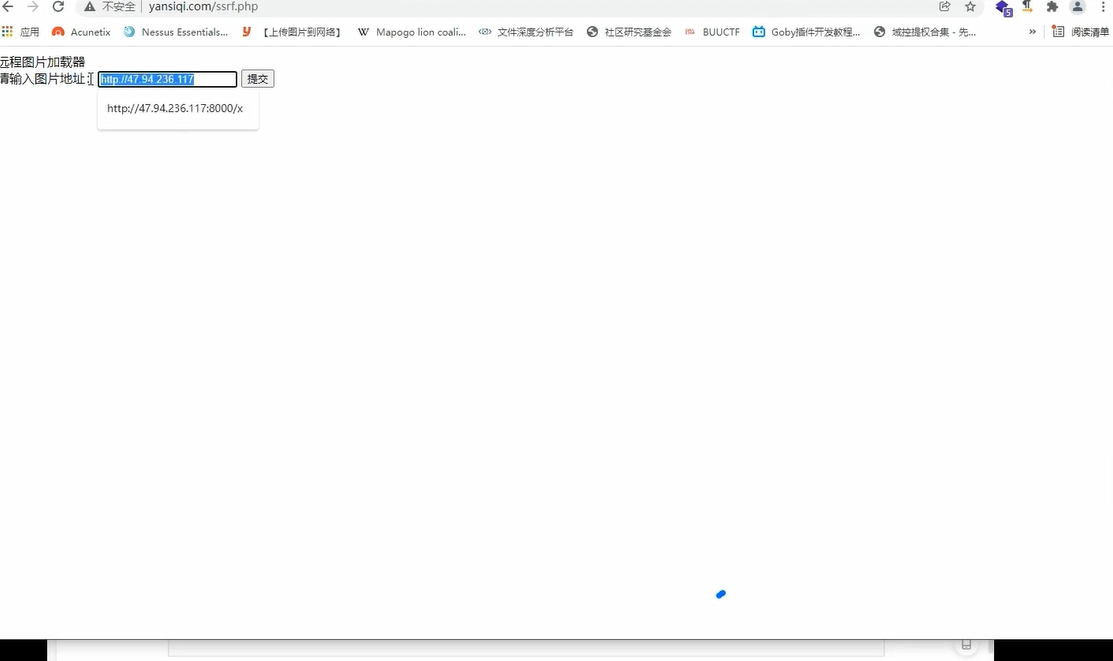 不安全 yansiqi.com/ssrf.php
应用 Acunetix Nessus Essentials... 【上传图片到网络】 Mapogo lion coali... 文件深度分析平台 社区研究基金会 BUUCTF Goby插件开发教程... 域控提权合集 - 先... » 阅读清单
远程图片加载器
请输入图片地址: http://47.94.236.117 提交
http://47.94.236.117:8000/x